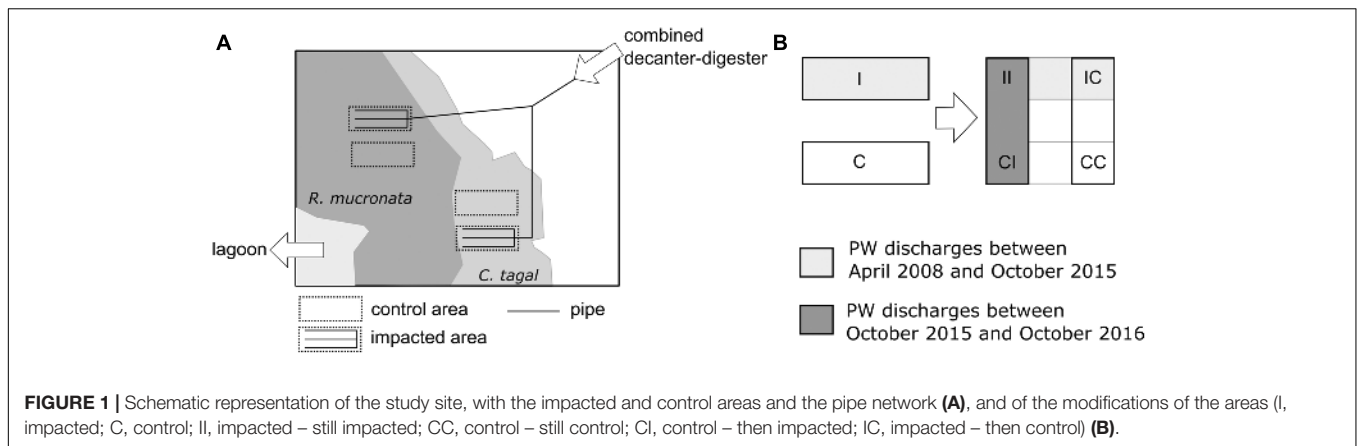 A
combined
decanter-digester
R. mucronata
lagoon
C. tagal
control area
pipe
impacted area
B
I
C
II
IC
CI
CC
PW discharges between
April 2008 and October 2015
PW discharges between
October 2015 and October 2016
FIGURE 1 | Schematic representation of the study site, with the impacted and control areas and the pipe network (A), and of the modifications of the areas (I,
impacted; C, control; II, impacted – still impacted; CC, control – still control; CI, control – then impacted; IC, impacted – then control) (B).